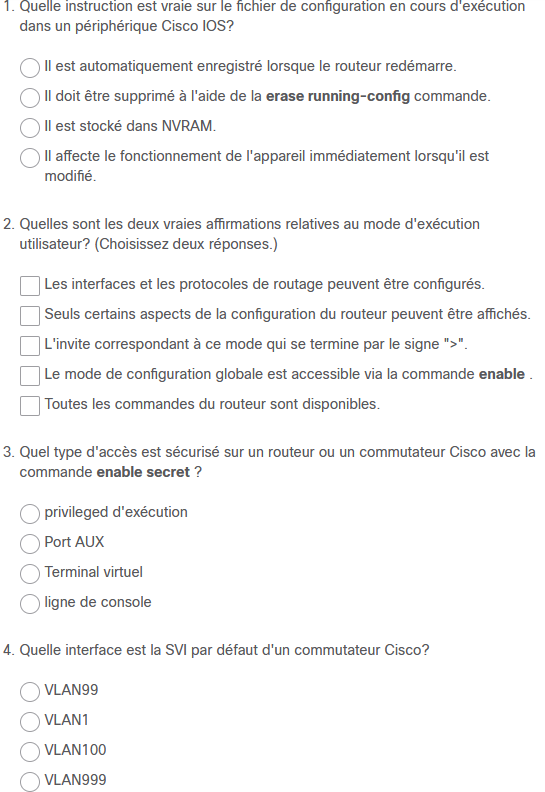 1. Quelle instruction est vraie sur le fichier de configuration en cours d'exécution
dans un périphérique Cisco IOS?
Il est automatiquement enregistré lorsque le routeur redémarre.
Il doit être supprimé à l'aide de la erase running-config commande.
Il est stocké dans NVRAM.
Il affecte le fonctionnement de l'appareil immédiatement lorsqu'il est
modifié.
2. Quelles sont les deux vraies affirmations relatives au mode d'exécution
utilisateur? (Choisissez deux réponses.)
Les interfaces et les protocoles de routage peuvent être configurés.
Seuls certains aspects de la configuration du routeur peuvent être affichés.
L'invite correspondant à ce mode qui se termine par le signe ">".
Le mode de configuration globale est accessible via la commande enable .
Toutes les commandes du routeur sont disponibles.
3. Quel type d'accès est sécurisé sur un routeur ou un commutateur Cisco avec la
commande enable secret ?
privileged d'exécution
Port AUX
Terminal virtuel
ligne de console
4. Quelle interface est la SVI par défaut d'un commutateur Cisco?
VLAN99
VLAN1
VLAN100
VLAN999